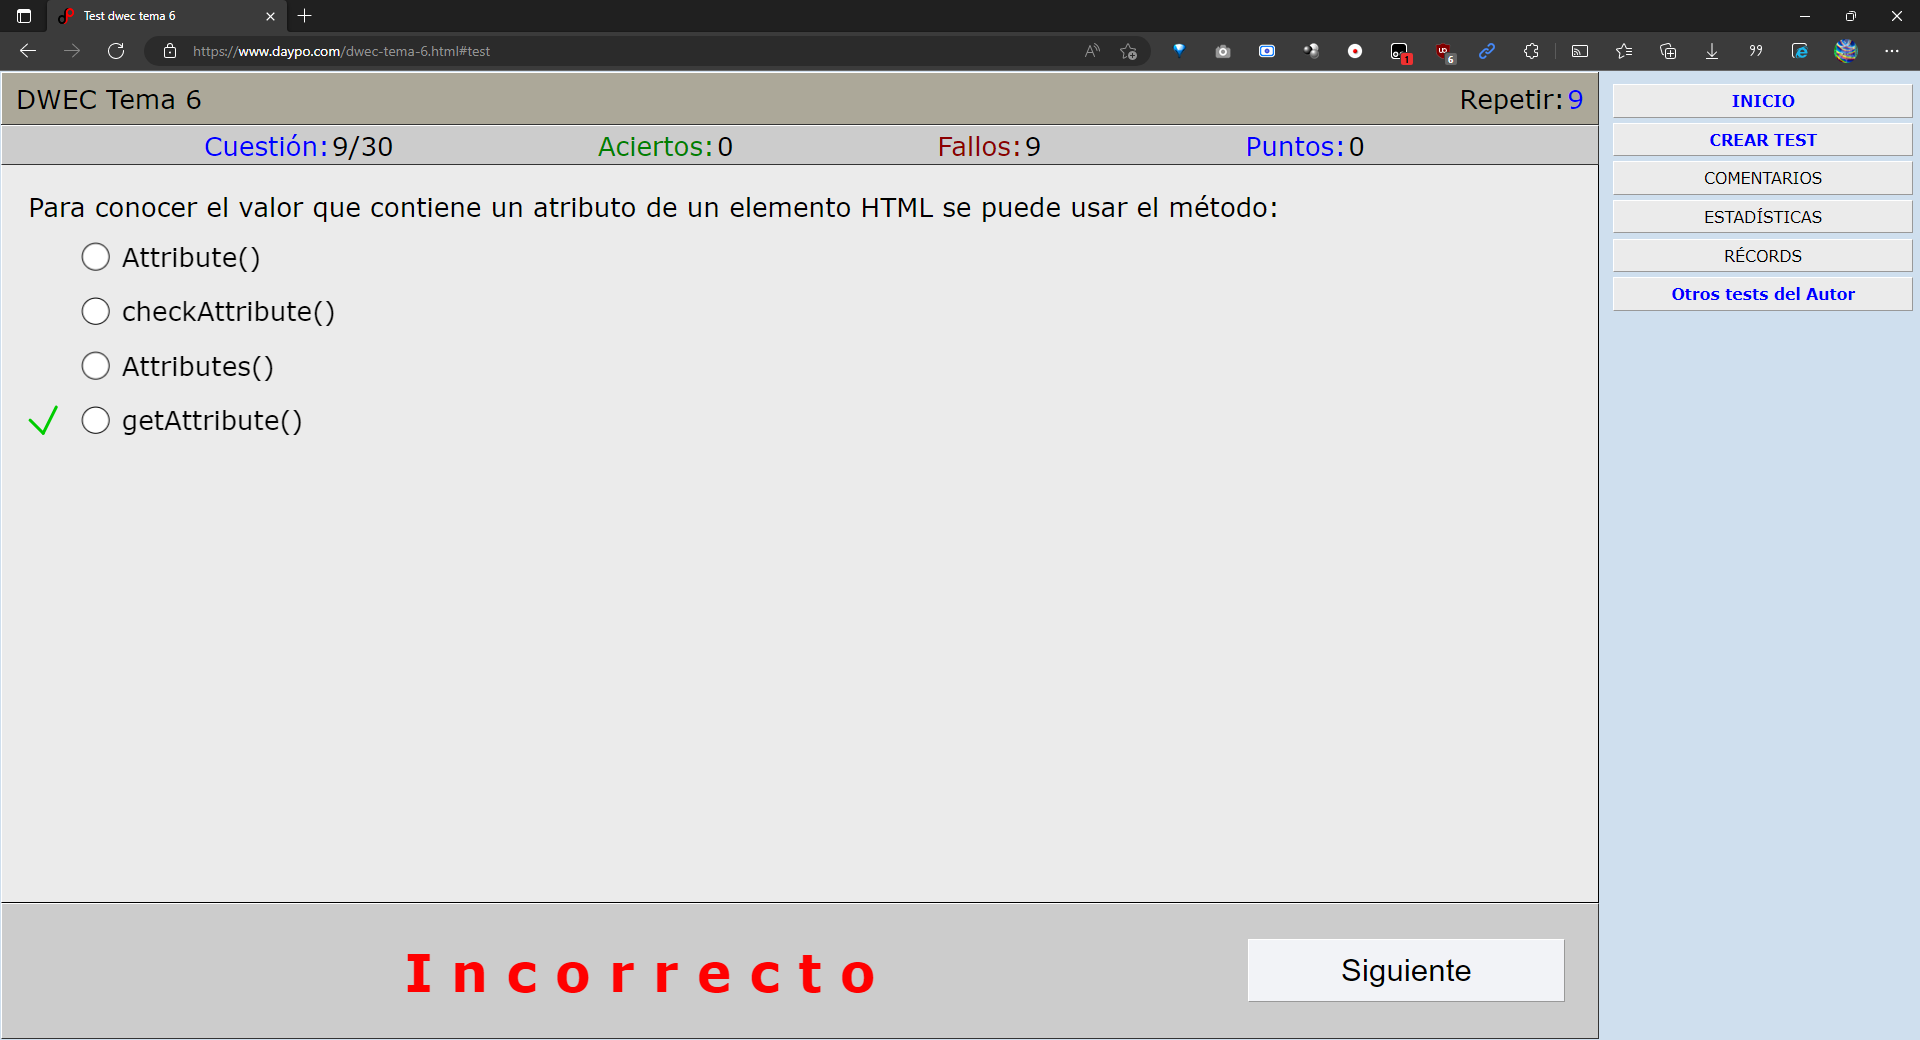 Test dwec tema 6
https://www.daypo.com/dwec-tema-6.html#test
1
6
DWEC Tema 6
Repetir:9
Cuestión:9/30
Aciertos:0
Fallos:9
Puntos:0
Para conocer el valor que contiene un atributo de un elemento HTML se puede usar el método:
Attribute()
checkAttribute()
Attributes()
getAttribute()
Incorrecto
Siguiente
INICIO
CREAR TEST
COMENTARIOS
ESTADÍSTICAS
RÉCORDS
Otros tests del Autor